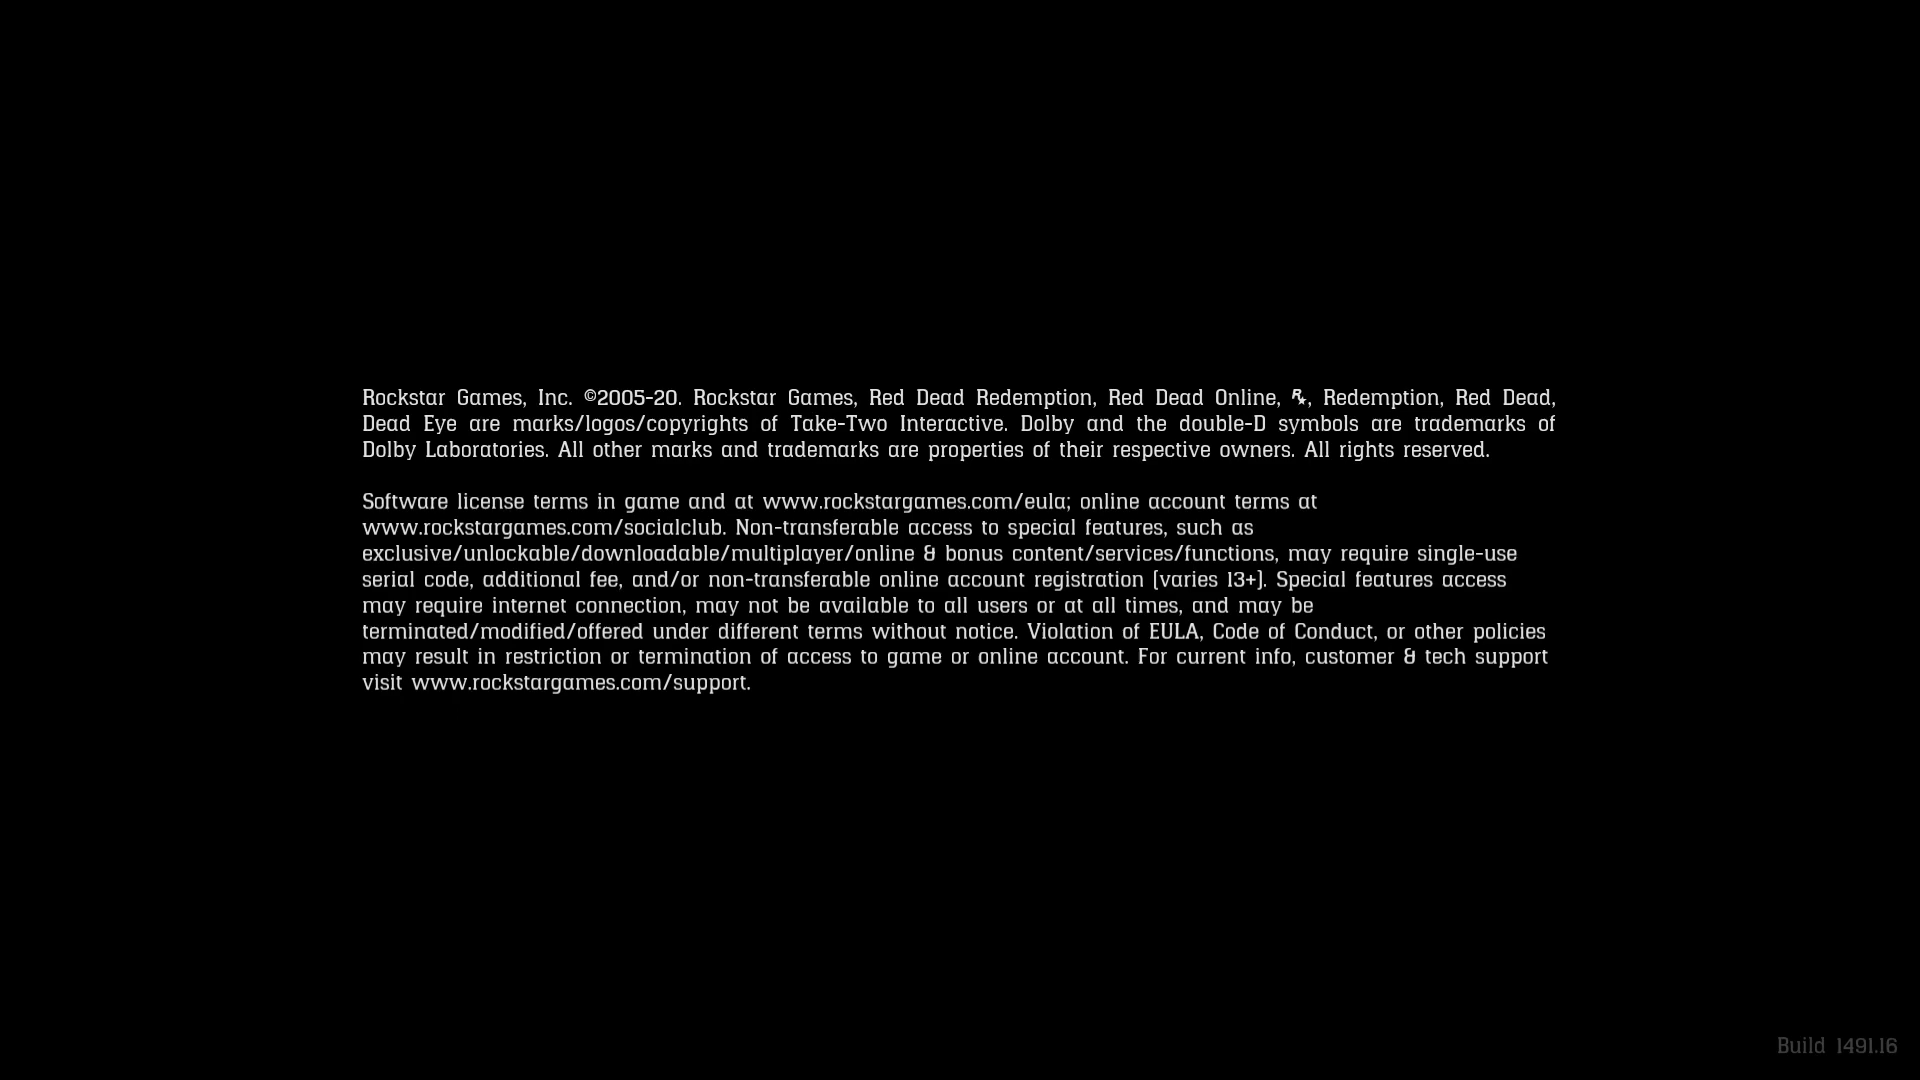 Rockstar Games, Inc. ©2005-20. Rockstar Games, Red Dead Redemption, Red Dead Online, R★, Redemption, Red Dead,
Dead Eye are marks/logos/copyrights of Take-Two Interactive. Dolby and the double-D symbols are trademarks of
Dolby Laboratories. All other marks and trademarks are properties of their respective owners. All rights reserved.
Software license terms in game and at www.rockstargames.com/eula; online account terms at
www.rockstargames.com/socialclub. Non-transferable access to special features, such as
exclusive/unlockable/downloadable/multiplayer/online & bonus content/services/functions, may require single-use
serial code, additional fee, and/or non-transferable online account registration (varies 13+). Special features access
may require internet connection, may not be available to all users or at all times, and may be
terminated/modified/offered under different terms without notice. Violation of EULA, Code of Conduct, or other policies
may result in restriction or termination of access to game or online account. For current info, customer & tech support
visit www.rockstargames.com/support.
Build 1491.16